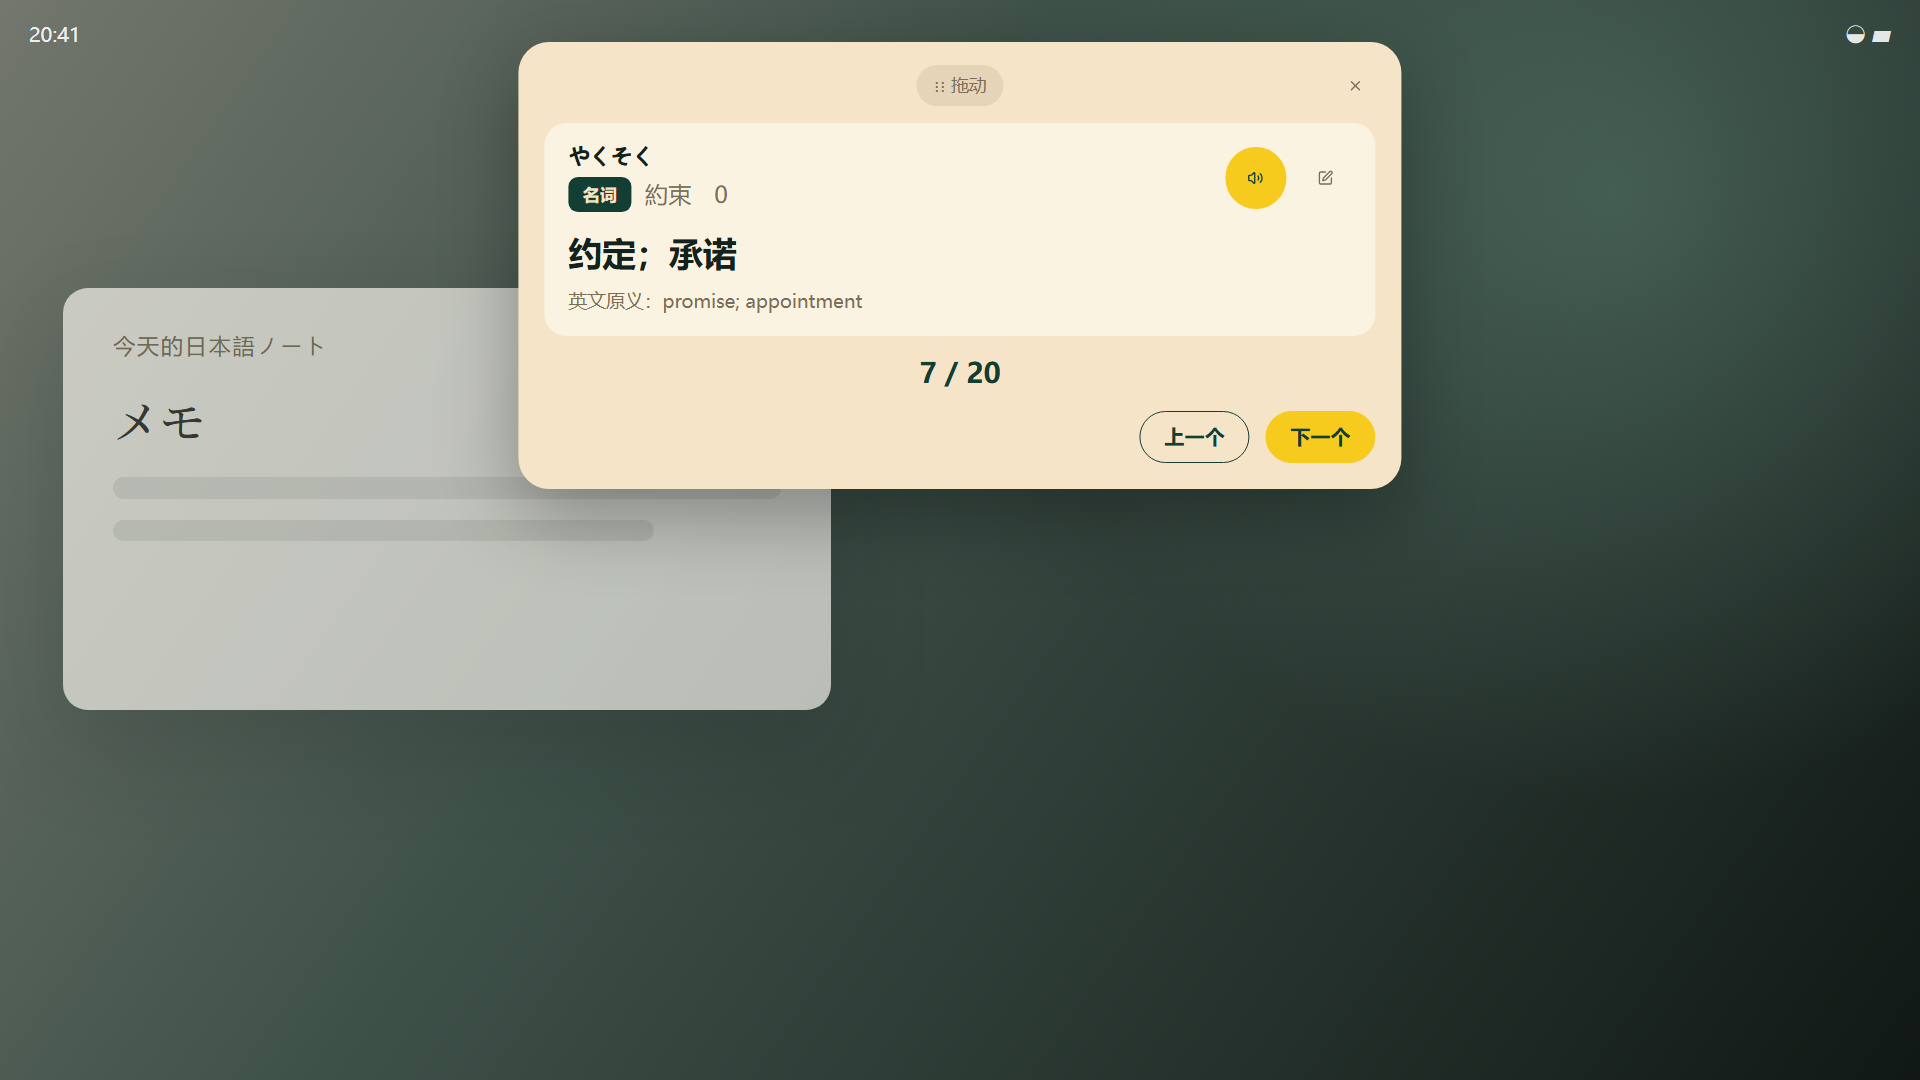 20:41
拖动
やくそく
名词 約束 0
约定；承诺
英文原义：promise; appointment
7 / 20
上一个 下一个
今天的日本語ノート
メモ